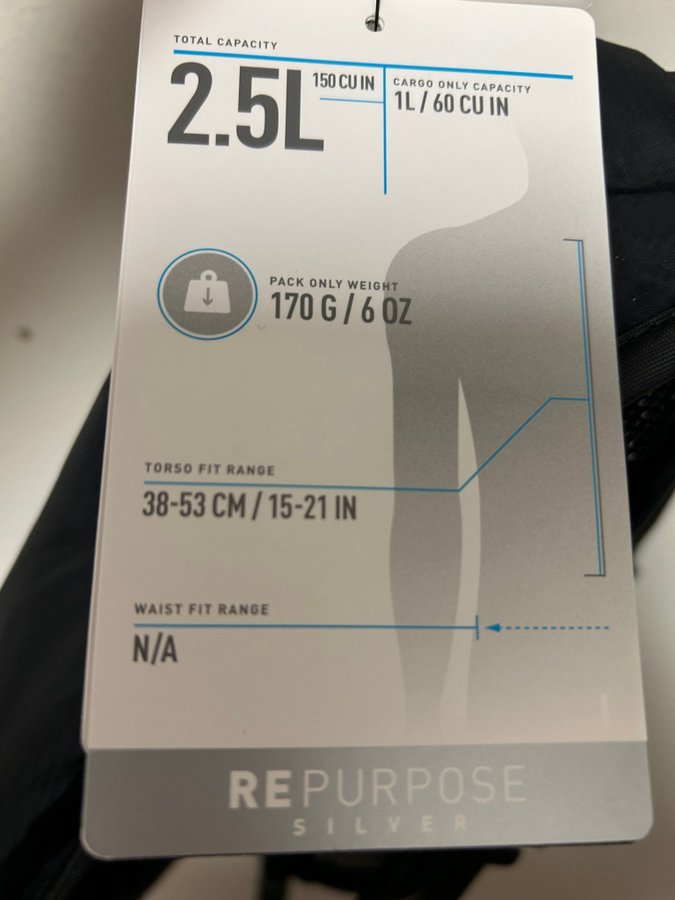 TOTAL CAPACITY
2.5L 150 CU IN
CARGO ONLY CAPACITY
1L / 60 CU IN
PACK ONLY WEIGHT
170 G / 6 OZ
TORSO FIT RANGE
38-53 CM / 15-21 IN
WAIST FIT RANGE
N/A
REPURPOSE
SILVER